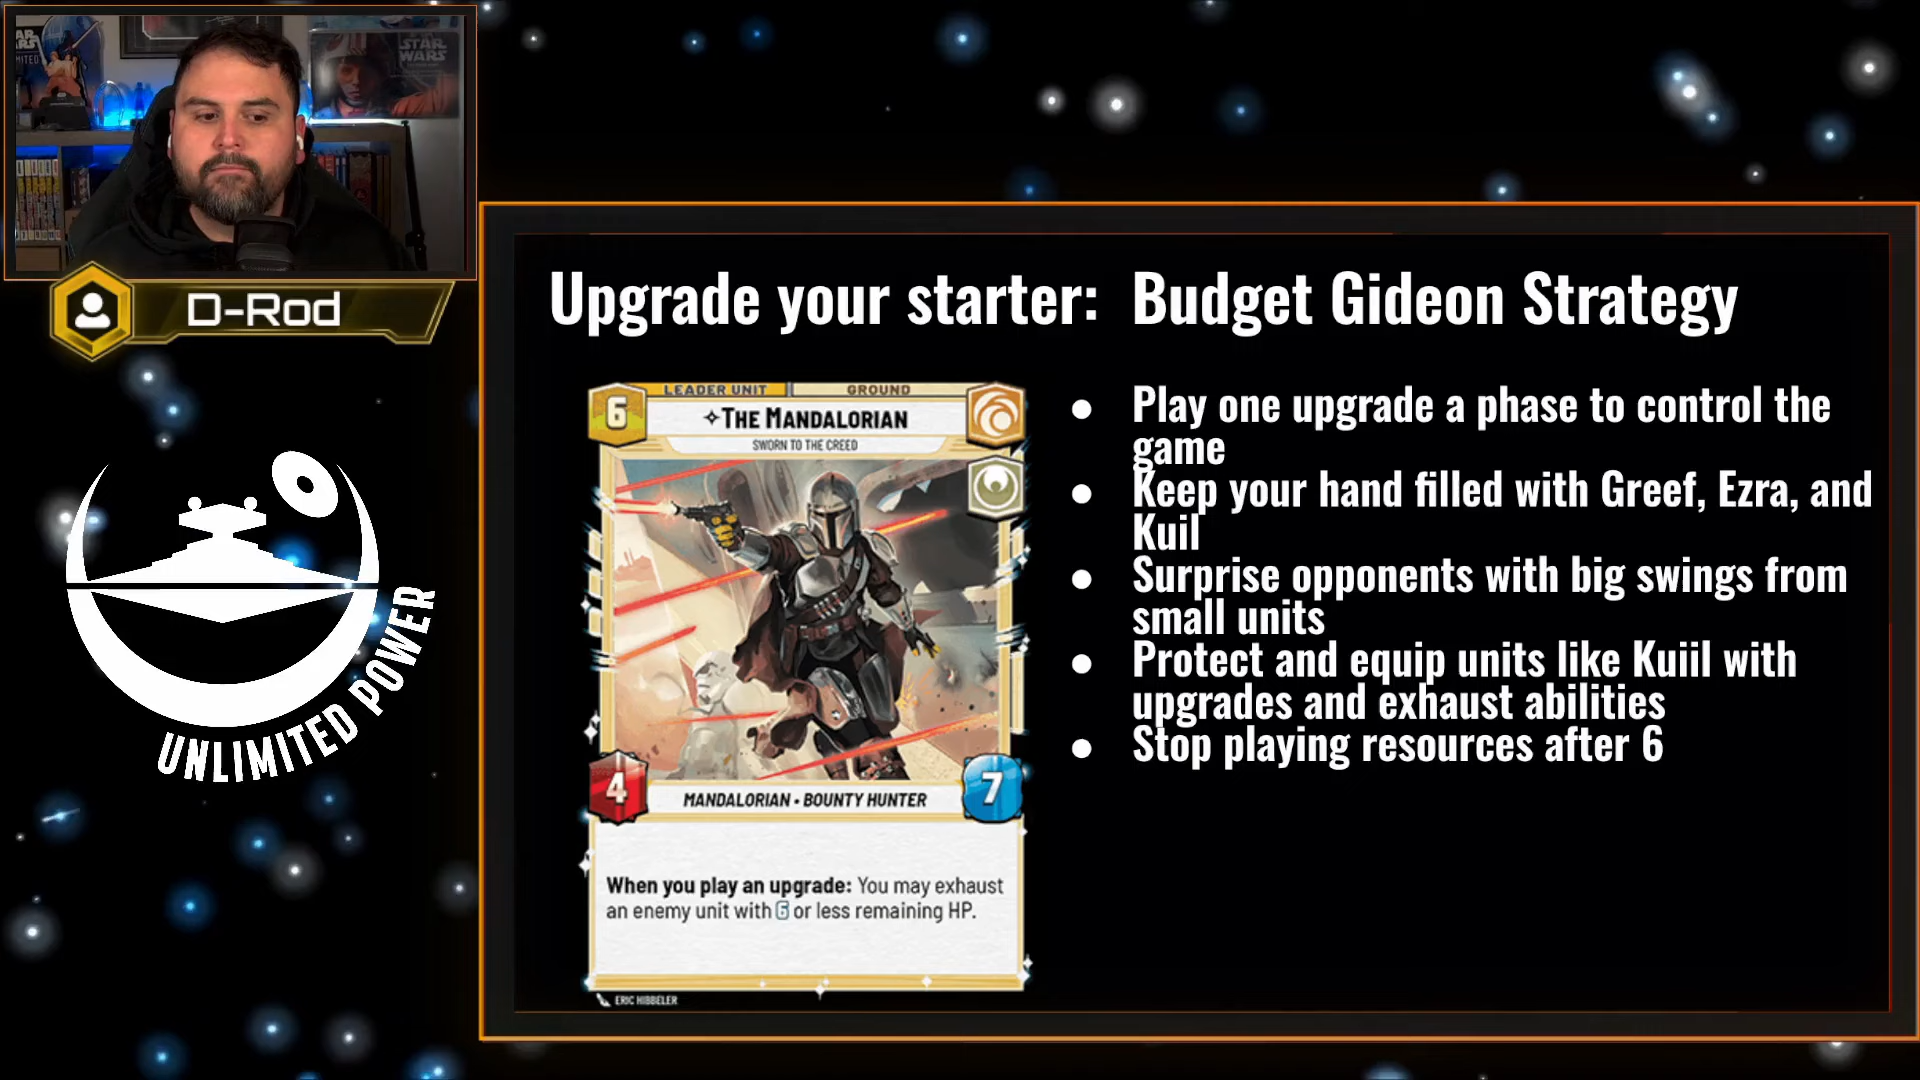 STAR
WARS
D-Rod
UNLIMITED POWER
Upgrade your starter: Budget Gideon Strategy
6
LEADER UNIT
GROUND
THE MANDALORIAN
SWORN TO THE CREED
4
7
MANDALORIAN • BOUNTY HUNTER
When you play an upgrade: You may exhaust
an enemy unit with 6 or less remaining HP.
ERIC HIBBELER
● Play one upgrade a phase to control the
game
● Keep your hand filled with Greef, Ezra, and
Kuil
● Surprise opponents with big swings from
small units
● Protect and equip units like Kuiil with
upgrades and exhaust abilities
● Stop playing resources after 6